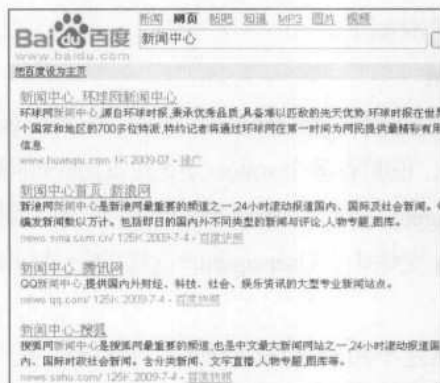 新闻 网页 贴吧 知道 MP3 图片 视频
Bai du 百度 新闻中心
www.baidu.com
把百度设为主页
新闻中心_环球网新闻中心
环球网新闻中心,源自环球时报,秉承优秀品质,具备难以匹敌的先天优势.环球时报在世
个国家和地区的700多位特派,特约记者将通过环球网在第一时间为网民提供最精彩有用
信息.
www.huanqiu.com 1K 2009-07 - 推广
新闻中心首页_新浪网
新浪网新闻中心是新浪网最重要的频道之一,24小时滚动报道国内、国际及社会新闻。
编发新闻数以万计。包括即日的国内外不同类型的新闻与评论,人物专题,图库。
news.sina.com.cn/ 125K 2009-7-4 - 百度快照
新闻中心_腾讯网
QQ新闻中心,提供国内外财经、科技、社会、娱乐资讯的大型专业新闻站点。
news.qq.com/ 125K 2009-7-4 - 百度快照
新闻中心-搜狐
搜狐网新闻中心是搜狐网最重要的频道,也是中文最大新闻网站之一,24小时滚动报道国
内、国际时政社会新闻。含分类新闻、文字直播,人物专题,图库等。
news.sohu.com/ 125K 2009-7-4 - 百度快照